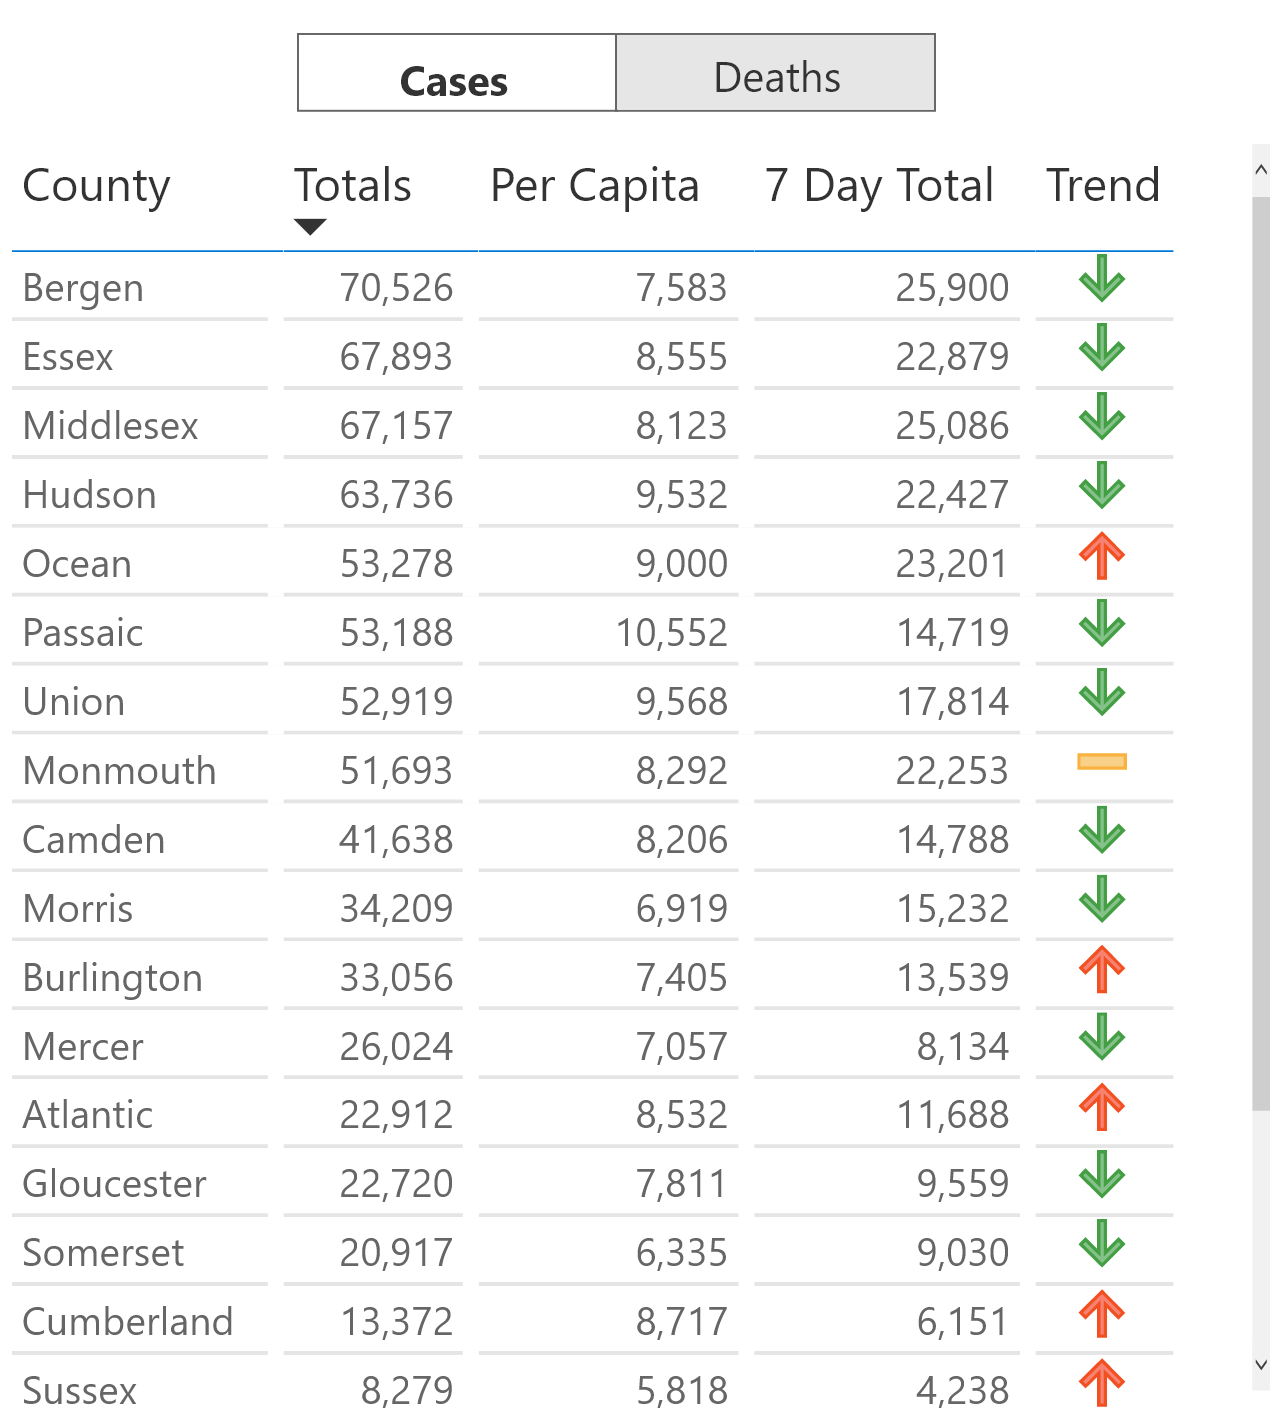 Cases Deaths
County Totals Per Capita 7 Day Total Trend
Bergen 70,526 7,583 25,900
Essex 67,893 8,555 22,879
Middlesex 67,157 8,123 25,086
Hudson 63,736 9,532 22,427
Ocean 53,278 9,000 23,201
Passaic 53,188 10,552 14,719
Union 52,919 9,568 17,814
Monmouth 51,693 8,292 22,253
Camden 41,638 8,206 14,788
Morris 34,209 6,919 15,232
Burlington 33,056 7,405 13,539
Mercer 26,024 7,057 8,134
Atlantic 22,912 8,532 11,688
Gloucester 22,720 7,811 9,559
Somerset 20,917 6,335 9,030
Cumberland 13,372 8,717 6,151
Sussex 8,279 5,818 4,238